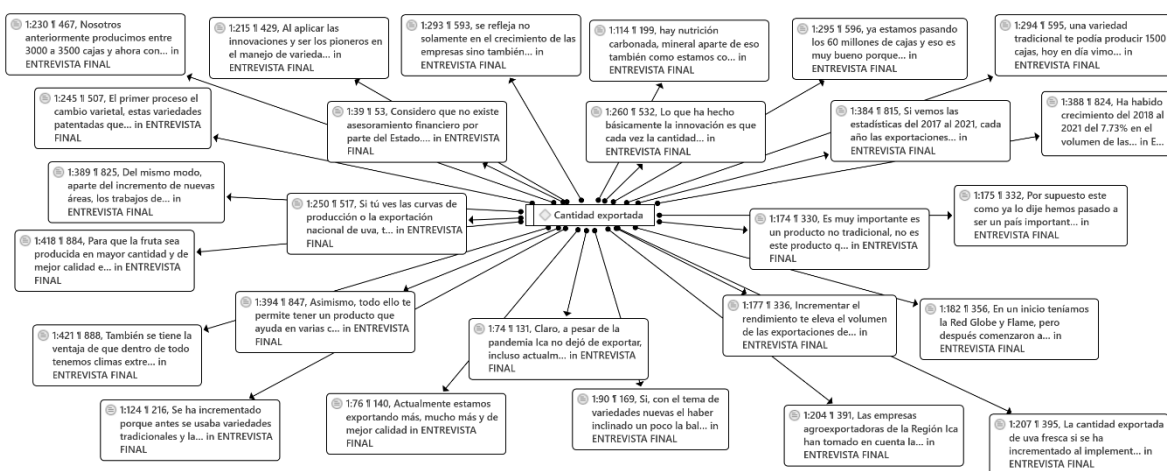 1:230 ¶ 467, Nosotros
anteriormente producimos entre
3000 a 3500 cajas y ahora con... in
ENTREVISTA FINAL
1:215 ¶ 429, Al aplicar las
innovaciones y ser los pioneros en
el manejo de varieda... in
ENTREVISTA FINAL
1:293 ¶ 593, se refleja no
solamente en el crecimiento de las
empresas sino también... in
ENTREVISTA FINAL
1:114 ¶ 199, hay nutrición
carbonada, mineral aparte de eso
también como estamos co... in
ENTREVISTA FINAL
1:295 ¶ 596, ya estamos pasando
los 60 millones de cajas y eso es
muy bueno porque... in
ENTREVISTA FINAL
1:294 ¶ 595, una variedad
tradicional te podía producir 1500
cajas, hoy en día vimo... in
ENTREVISTA FINAL
1:245 ¶ 507, El primer proceso el
cambio varietal, estas variedades
patentadas que... in ENTREVISTA
FINAL
1:39 ¶ 53, Considero que no existe
asesoramiento financiero por
parte del Estado.... in
ENTREVISTA FINAL
1:260 ¶ 532, Lo que ha hecho
básicamente la innovación es que
cada vez la cantidad...
in ENTREVISTA FINAL
1:384 ¶ 815, Si vemos las
estadísticas del 2017 al 2021, cada
año las exportaciones... in
ENTREVISTA FINAL
1:388 ¶ 824, Ha habido
crecimiento del 2018 al
2021 del 7.73% en el
volumen de las... in E...
FINAL
1:389 ¶ 825, Del mismo modo,
aparte del incremento de nuevas
áreas, los trabajos de... in
ENTREVISTA FINAL
1:250 ¶ 517, Si tú ves las curvas de
producción o la exportación
nacional de uva, t... in ENTREVISTA
FINAL
Cantidad exportada
1:174 ¶ 330, Es muy importante es
un producto no tradicional, no es
este producto q... in ENTREVISTA
FINAL
1:175 ¶ 332, Por supuesto este
como ya lo dije hemos pasado a
ser un país important... in
ENTREVISTA FINAL
1:418 ¶ 884, Para que la fruta sea
producida en mayor cantidad y de
mejor calidad e... in ENTREVISTA
FINAL
1:394 ¶ 847, Asimismo, todo ello te
permite tener un producto que
ayuda en varias c... in ENTREVISTA
FINAL
1:74 ¶ 131, Claro, a pesar de la
pandemia Ica no dejó de exportar,
incluso actualm... in ENTREVISTA
FINAL
1:177 ¶ 336, Incrementar el
rendimiento te eleva el volumen
de las exportaciones de... in
ENTREVISTA FINAL
1:182 ¶ 356, En un inicio teníamos
la Red Globe y Flame, pero
después comenzaron a... in
ENTREVISTA FINAL
1:421 ¶ 888, También se tiene la
ventaja de que dentro de todo
tenemos climas extre... in
ENTREVISTA FINAL
1:124 ¶ 216, Se ha incrementado
porque antes se usaba variedades
tradicionales y la... in ENTREVISTA
FINAL
1:76 ¶ 140, Actualmente estamos
exportando más, mucho más y de
mejor calidad in ENTREVISTA
FINAL
1:90 ¶ 169, Si, con el tema de
variedades nuevas el haber
inclinado un poco la bal... in
ENTREVISTA FINAL
1:204 ¶ 391, Las empresas
agroexportadoras de la Región Ica
han tomado en cuenta la... in
ENTREVISTA FINAL
1:207 ¶ 395, La cantidad exportada
de uva fresca si se ha
incrementado al implement... in
ENTREVISTA FINAL